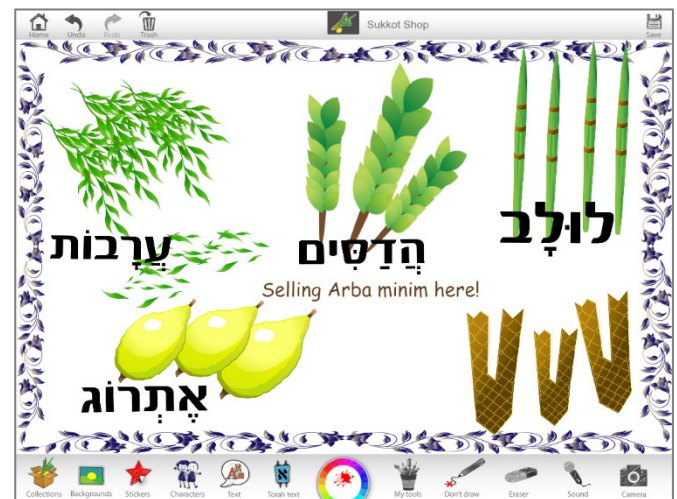 Home
Undo
Redo
Trash
Sukkot Shop
Save
לוּלָב
הֲדַסִּים
עֲרָבוֹת
Selling Arba minim here!
אֶתְרוֹג
Collections
Backgrounds
Stickers
Characters
Text
Torah text
My tools
Don't draw
Eraser
Sound
Camera